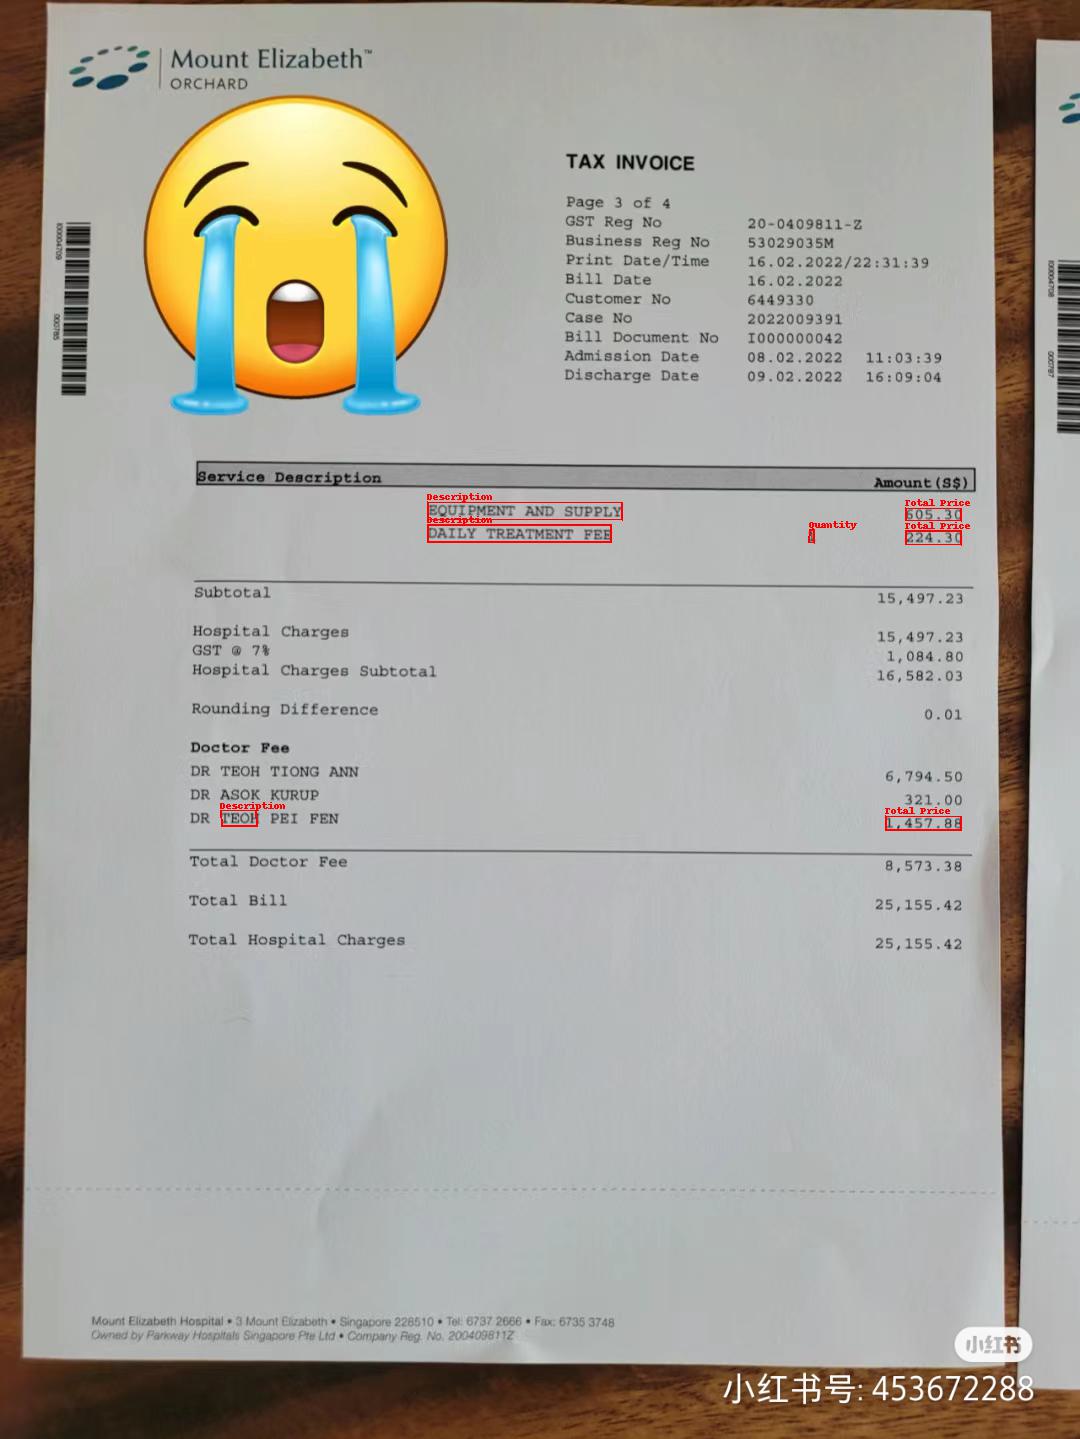 Mount Elizabeth™
ORCHARD
TAX INVOICE
Page 3 of 4
GST Reg No 20-0409811-Z
Business Reg No 53029035M
Print Date/Time 16.02.2022/22:31:39
Bill Date 16.02.2022
Customer No 6449330
Case No 2022009391
Bill Document No I000000042
Admission Date 08.02.2022 11:03:39
Discharge Date 09.02.2022 16:09:04
Service Description Amount(S$)
Description Total Price
EQUIPMENT AND SUPPLY 605.30
Description Quantity Total Price
DAILY TREATMENT FEE 224.30
Subtotal 15,497.23
Hospital Charges 15,497.23
GST @ 7% 1,084.80
Hospital Charges Subtotal 16,582.03
Rounding Difference 0.01
Doctor Fee
DR TEOH TIONG ANN 6,794.50
DR ASOK KURUP 321.00
Description Total Price
DR TEOH PEI FEN 1,457.88
Total Doctor Fee 8,573.38
Total Bill 25,155.42
Total Hospital Charges 25,155.42
Mount Elizabeth Hospital • 3 Mount Elizabeth • Singapore 228510 • Tel: 6737 2666 • Fax: 6735 3748
Owned by Parkway Hospitals Singapore Pte Ltd • Company Reg. No. 200409811Z
小红书
小红书号: 453672288